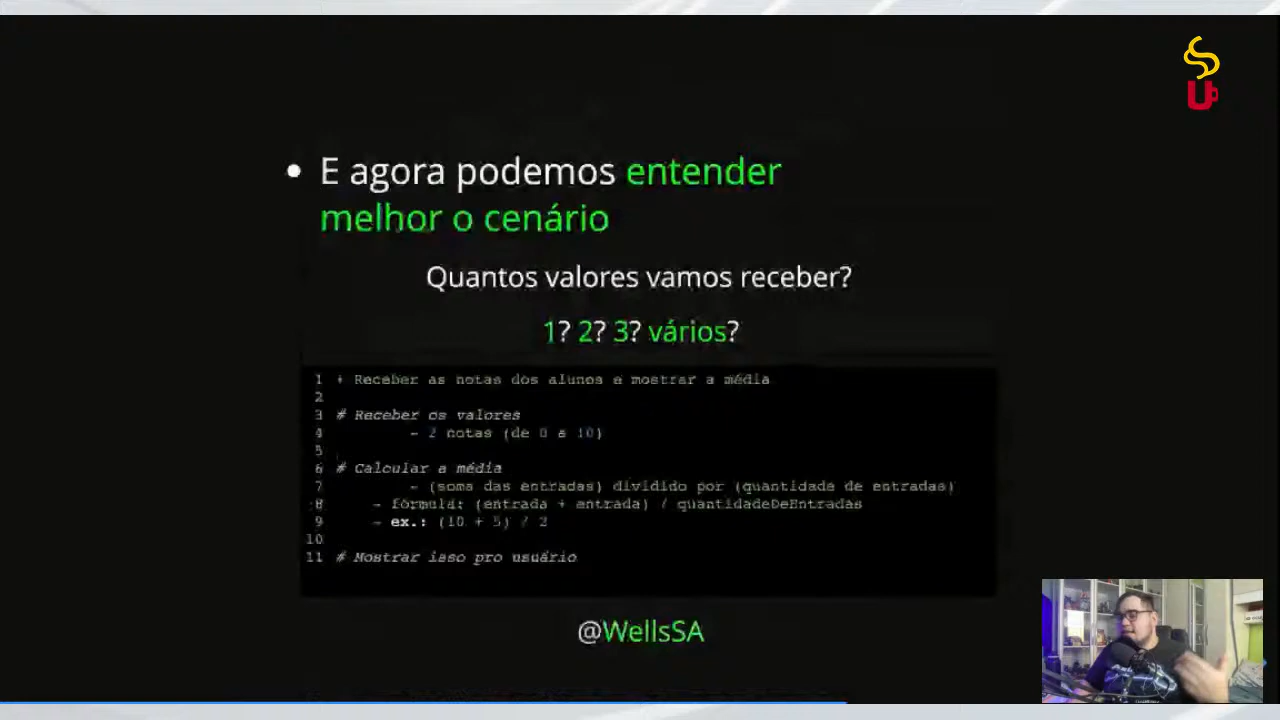 E agora podemos entender
melhor o cenário
Quantos valores vamos receber?
1? 2? 3? vários?
1 + Receber as notas dos alunos e mostrar a média
2
3 # Receber os valores
4 - 2 notas (de 0 a 10)
5
6 # Calcular a média
7 - (soma das entradas) dividido por (quantidade de entradas)
8 - fórmula: (entrada + entrada) / quantidadeDeEntradas
9 - ex.: (10 + 5) / 2
10
11 # Mostrar isso pro usuário
@WellsSA